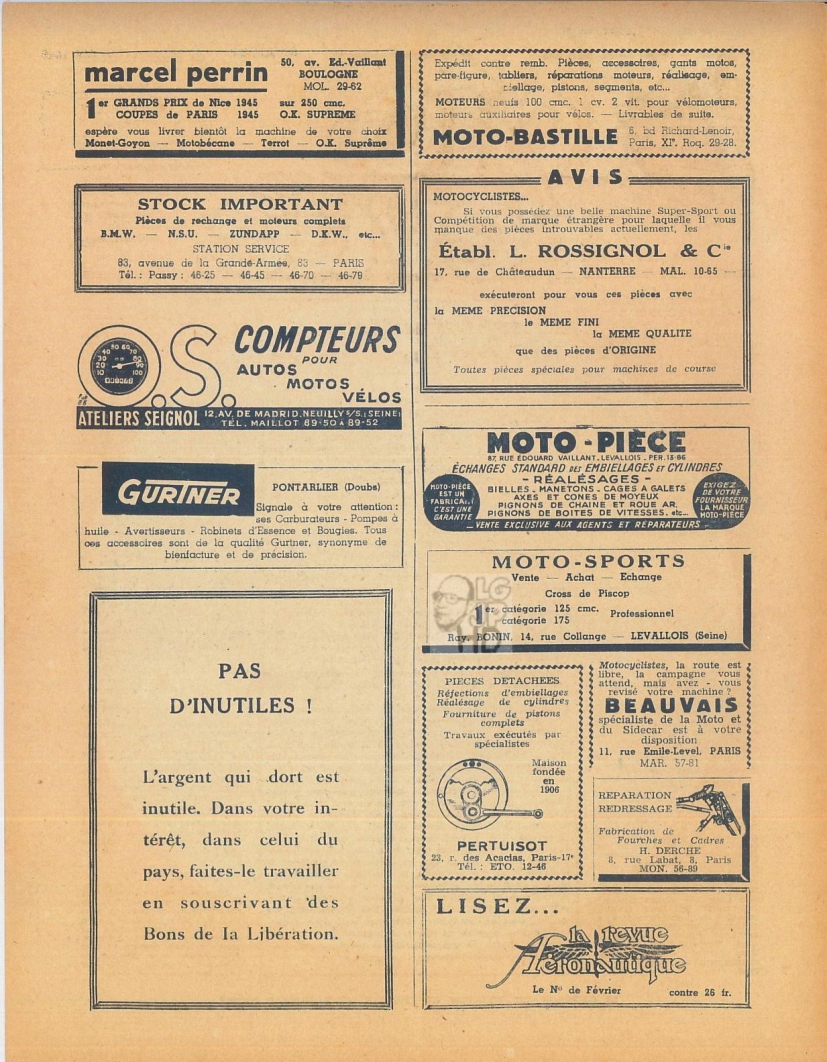 marcel perrin
50, av. Ed.-Vaillant
BOULOGNE
MOL. 29-62
1er GRANDS PRIX de Nice 1945 sur 250 cmc.
COUPES de PARIS 1945 O.K. SUPREME
espère vous livrer bientôt la machine de votre choix
Monet-Goyon — Motobécane — Terrot — O.K. Suprême
STOCK IMPORTANT
Pièces de rechange et moteurs complets
B.M.W. — N.S.U. — ZUNDAPP — D.K.W., etc...
STATION SERVICE
83, avenue de la Grande-Armée, 83 — PARIS
Tél. : Passy : 46-25 — 46-45 — 46-70 — 46-79
O.S.
10 20 30 40 50 60 70 80 90 100
COMPTEURS
POUR
AUTOS
MOTOS
VÉLOS
ATELIERS SEIGNOL 12, AV. DE MADRID. NEUILLY S/S. (SEINE)
TÉL. MAILLOT 89-50 à 89-52
GURTNER
PONTARLIER (Doubs)
Signale à votre attention :
ses Carburateurs - Pompes à
huile - Avertisseurs - Robinets d'Essence et Bougies. Tous
ces accessoires sont de la qualité Gurtner, synonyme de
bienfacture et de précision.
PAS
D'INUTILES !
L'argent qui dort est
inutile. Dans votre in-
térêt, dans celui du
pays, faites-le travailler
en souscrivant des
Bons de la Libération.
Expédit contre remb. Pièces, accessoires, gants motos,
pare-figure, tabliers, réparations moteurs, réalisage, em-
biellage, pistons, segments, etc...
MOTEURS neufs 100 cmc. 1 cv. 2 vit. pour vélomoteurs,
moteurs auxiliaires pour vélos. — Livrables de suite.
MOTO-BASTILLE
5, bd Richard-Lenoir,
Paris, XIe. Roq. 29-28.
AVIS
MOTOCYCLISTES...
Si vous possédez une belle machine Super-Sport ou
Compétition de marque étrangère pour laquelle il vous
manque des pièces introuvables actuellement, les
Établ. L. ROSSIGNOL & Cie
17, rue de Châteaudun — NANTERRE — MAL. 10-65 —
exécuteront pour vous ces pièces avec
la MEME PRECISION
le MEME FINI
la MEME QUALITE
que des pièces d'ORIGINE
Toutes pièces spéciales pour machines de course
MOTO-PIÈCE
87, RUE ÉDOUARD VAILLANT. LEVALLOIS. PER. 13-86
ÉCHANGES STANDARD DES EMBIELLAGES ET CYLINDRES
- RÉALÉSAGES -
BIELLES. MANETONS. CAGES A GALETS
AXES ET CONES DE MOYEUX
PIGNONS DE CHAINE ET ROUE AR.
PIGNONS DE BOITES DE VITESSES. etc...
VENTE EXCLUSIVE AUX AGENTS ET RÉPARATEURS
MOTO-PIÈCE
EST UN
FABRICANT
C'EST UNE
GARANTIE
EXIGEZ
DE VOTRE
FOURNISSEUR
LA MARQUE
MOTO-PIÈCE
MOTO-SPORTS
Vente — Achat — Echange
Cross de Piscop
1er catégorie 125 cmc.
catégorie 175
Professionnel
Ray. BONIN, 14, rue Collange — LEVALLOIS (Seine)
LG
JP
HD
PIECES DETACHEES
Réfections d'embiellages
Réalésage de cylindres
Fourniture de pistons
complets
Travaux exécutés par
spécialistes
Maison
fondée
en
1906
PERTUISOT
23, r. des Acacias, Paris-17e
Tél. : ETO. 12-46
Motocyclistes, la route est
libre, la campagne vous
attend, mais avez - vous
revisé votre machine ?
BEAUVAIS
spécialiste de la Moto et
du Sidecar est à votre
disposition
11, rue Emile-Level, PARIS
MAR. 57-81
REPARATION
REDRESSAGE
Fabrication de
Fourches et Cadres
H. DERCHE
8, rue Labat, 8, Paris
MON. 56-89
LISEZ...
la revue
Aéronautique
Le No de Février contre 26 fr.